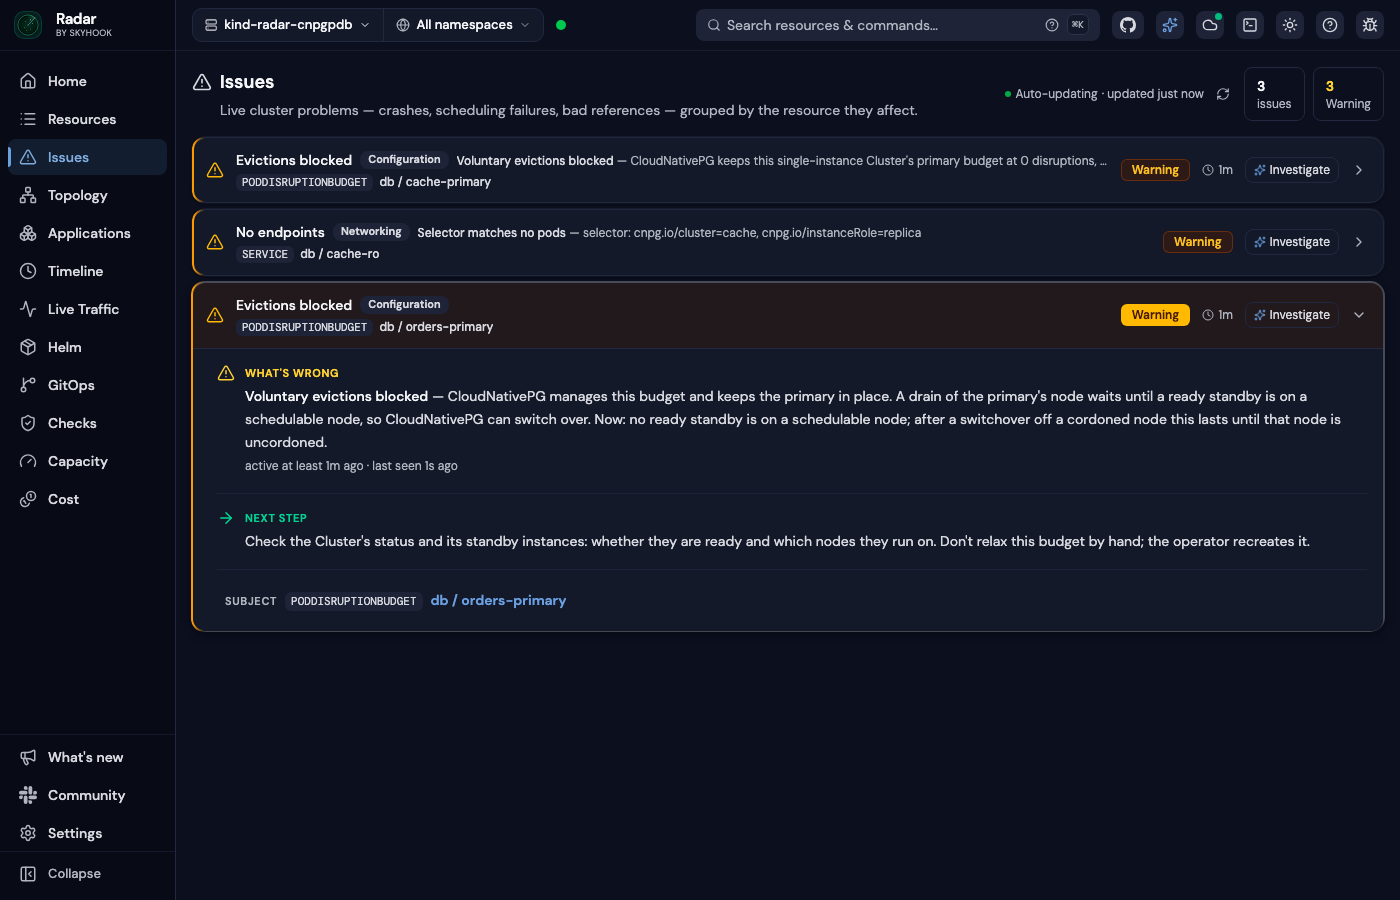 Radar
BY SKYHOOK
kind-radar-cnpgpdb
All namespaces
Search resources & commands...
⌘K
Home
Resources
Issues
Topology
Applications
Timeline
Live Traffic
Helm
GitOps
Checks
Capacity
Cost
What's new
Community
Settings
Collapse
Issues
Live cluster problems — crashes, scheduling failures, bad references — grouped by the resource they affect.
Auto-updating · updated just now
3
issues
3
Warning
Evictions blocked Configuration Voluntary evictions blocked — CloudNativePG keeps this single-instance Cluster's primary budget at 0 disruptions, …
PODDISRUPTIONBUDGET db / cache-primary
Warning 1m Investigate
No endpoints Networking Selector matches no pods — selector: cnpg.io/cluster=cache, cnpg.io/instanceRole=replica
SERVICE db / cache-ro
Warning Investigate
Evictions blocked Configuration
PODDISRUPTIONBUDGET db / orders-primary
Warning 1m Investigate
WHAT'S WRONG
Voluntary evictions blocked — CloudNativePG manages this budget and keeps the primary in place. A drain of the primary's node waits until a ready standby is on a
schedulable node, so CloudNativePG can switch over. Now: no ready standby is on a schedulable node; after a switchover off a cordoned node this lasts until that node is
uncordoned.
active at least 1m ago · last seen 1s ago
NEXT STEP
Check the Cluster's status and its standby instances: whether they are ready and which nodes they run on. Don't relax this budget by hand; the operator recreates it.
SUBJECT PODDISRUPTIONBUDGET db / orders-primary